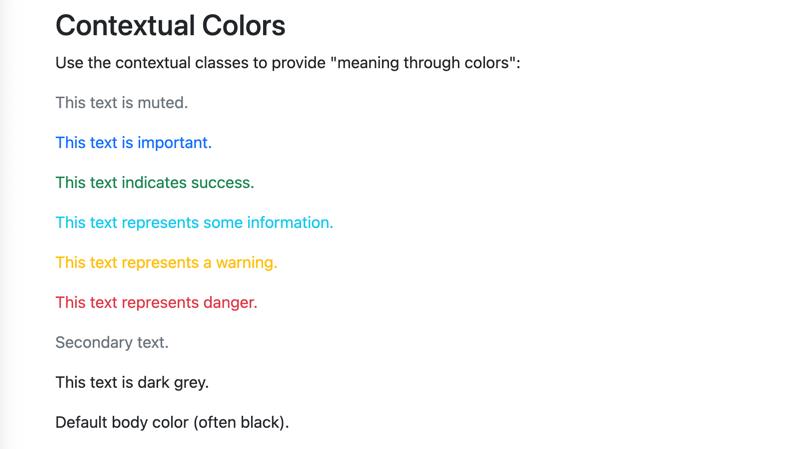 Contextual Colors
Use the contextual classes to provide "meaning through colors":
This text is muted.
This text is important.
This text indicates success.
This text represents some information.
This text represents a warning.
This text represents danger.
Secondary text.
This text is dark grey.
Default body color (often black).